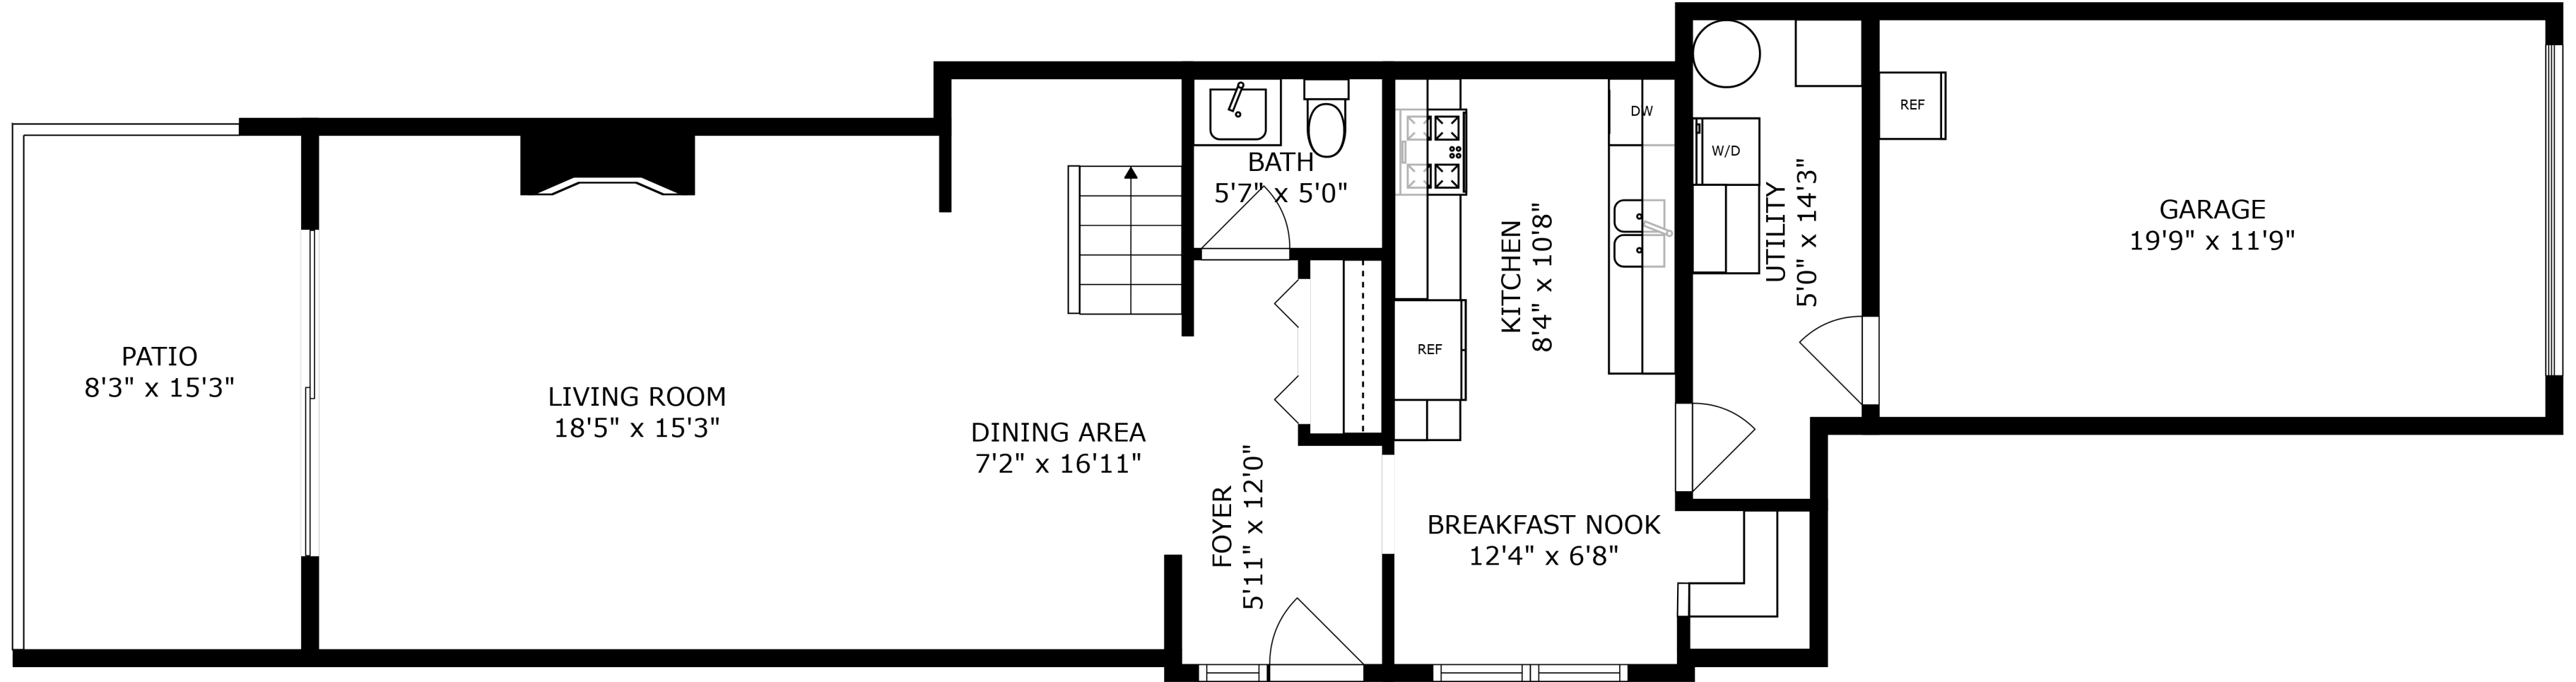 PATIO
8'3" x 15'3"
LIVING ROOM
18'5" x 15'3"
DINING AREA
7'2" x 16'11"
BATH
5'7" x 5'0"
FOYER
5'11" x 12'0"
KITCHEN
8'4" x 10'8"
REF
DW
BREAKFAST NOOK
12'4" x 6'8"
W/D
UTILITY
5'0" x 14'3"
REF
GARAGE
19'9" x 11'9"